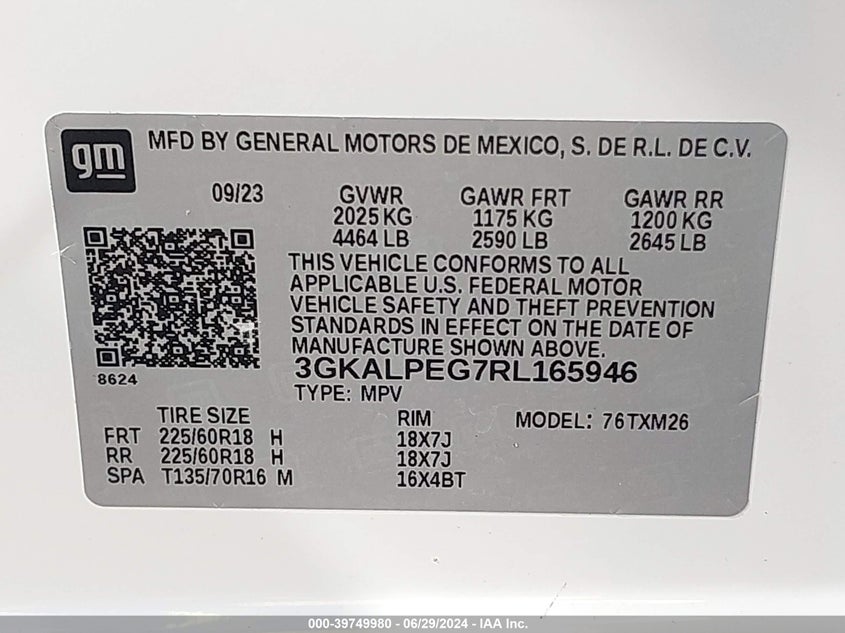 gm
MFD BY GENERAL MOTORS DE MEXICO, S. DE R.L. DE C.V.
09/23 GVWR GAWR FRT GAWR RR
2025 KG 1175 KG 1200 KG
4464 LB 2590 LB 2645 LB
THIS VEHICLE CONFORMS TO ALL
APPLICABLE U.S. FEDERAL MOTOR
VEHICLE SAFETY AND THEFT PREVENTION
STANDARDS IN EFFECT ON THE DATE OF
MANUFACTURE SHOWN ABOVE.
8624
3GKALPEG7RL165946
TYPE: MPV
TIRE SIZE RIM MODEL: 76TXM26
FRT 225/60R18 H 18X7J
RR 225/60R18 H 18X7J
SPA T135/70R16 M 16X4BT
000-39749980 - 06/29/2024 - IAA Inc.